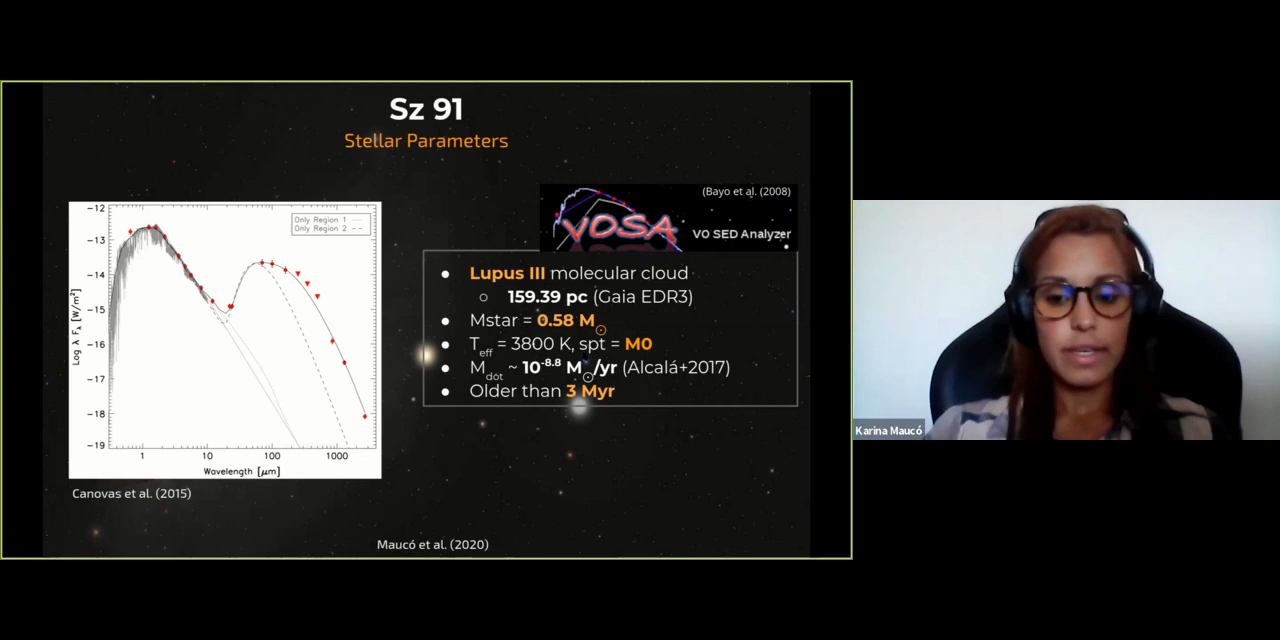 Sz 91
Stellar Parameters
(Bayo et al. (2008)
VOSA
VO SED Analyzer
-12
-13
-14
-15
-16
-17
-18
-19
Log λ Fλ [W/m²]
Only Region 1
Only Region 2
1
10
100
1000
Wavelength [μm]
Canovas et al. (2015)
● Lupus III molecular cloud
○ 159.39 pc (Gaia EDR3)
● Mstar = 0.58 M☉
● Teff = 3800 K, spt = M0
● Mdot ~ 10^-8.8 M☉/yr (Alcalá+2017)
● Older than 3 Myr
Maucó et al. (2020)
Karina Maucó